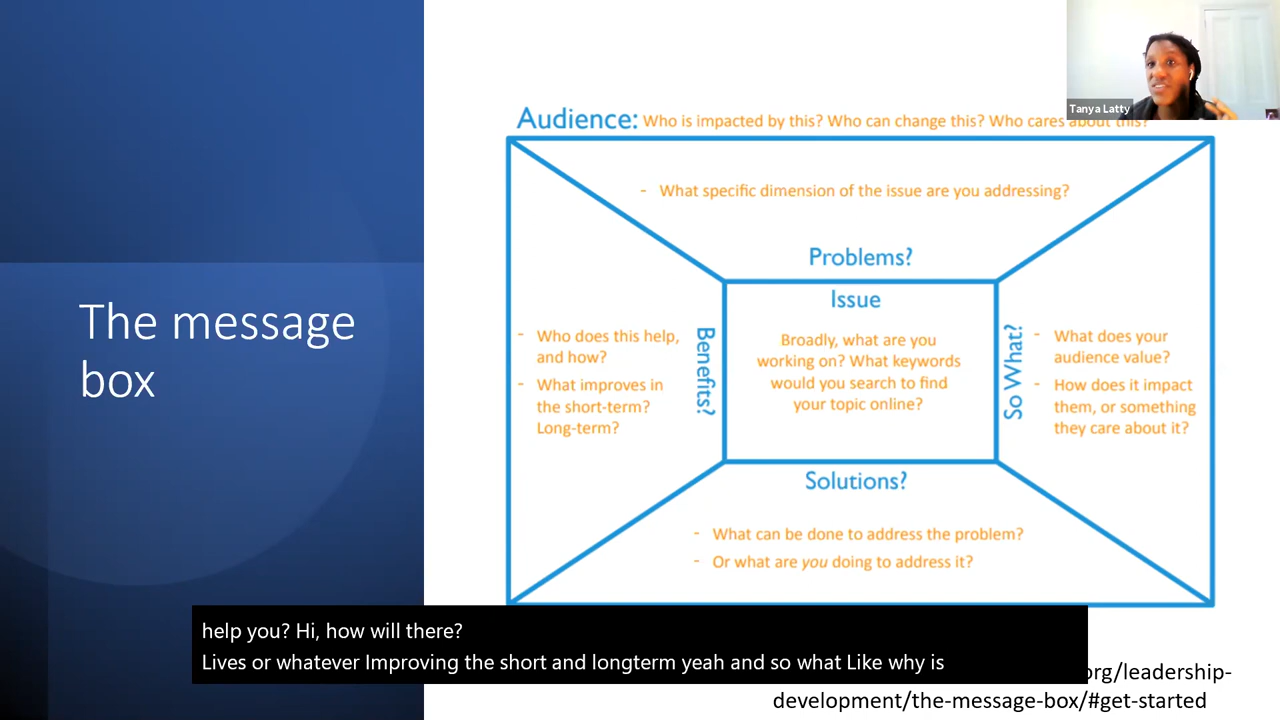 Tanya Latty
Audience: Who is impacted by this? Who can change this? Who cares about this?
- What specific dimension of the issue are you addressing?
Problems?
The message
box
- Who does this help,
and how?
- What improves in
the short-term?
Long-term?
Benefits?
Issue
Broadly, what are you
working on? What keywords
would you search to find
your topic online?
So What?
- What does your
audience value?
- How does it impact
them, or something
they care about it?
Solutions?
- What can be done to address the problem?
- Or what are you doing to address it?
help you? Hi, how will there?
Lives or whatever Improving the short and longterm yeah and so what Like why is
org/leadership-
development/the-message-box/#get-started